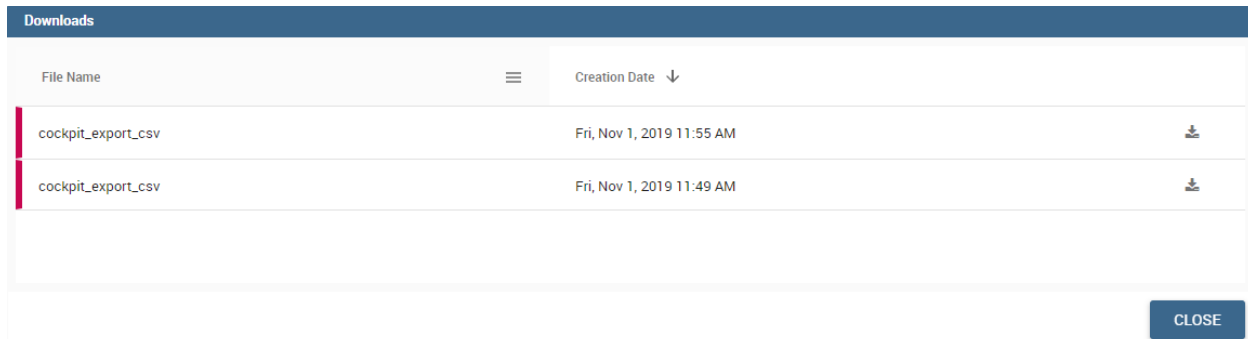 Downloads
File Name Creation Date
cockpit_export_csv Fri, Nov 1, 2019 11:55 AM
cockpit_export_csv Fri, Nov 1, 2019 11:49 AM
CLOSE